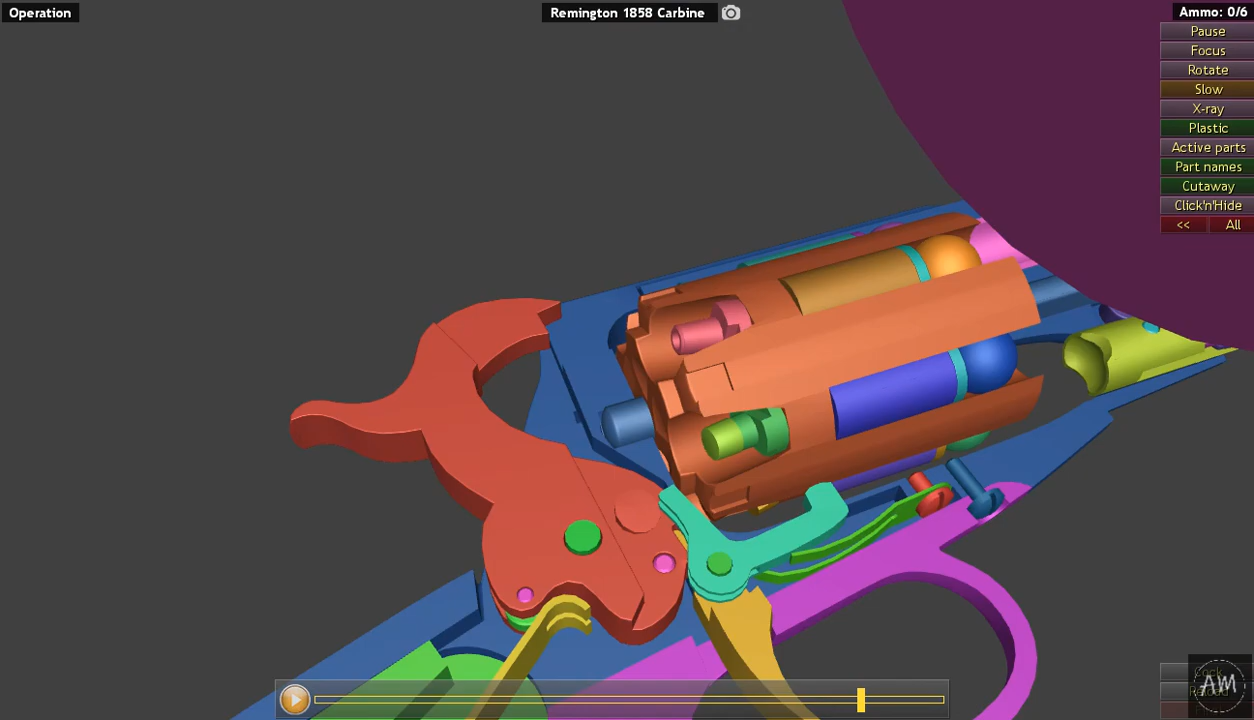 Operation
Remington 1858 Carbine
Ammo: 0/6
Pause
Focus
Rotate
Slow
X-ray
Plastic
Active parts
Part names
Cutaway
Click'n'Hide
<< All
AW